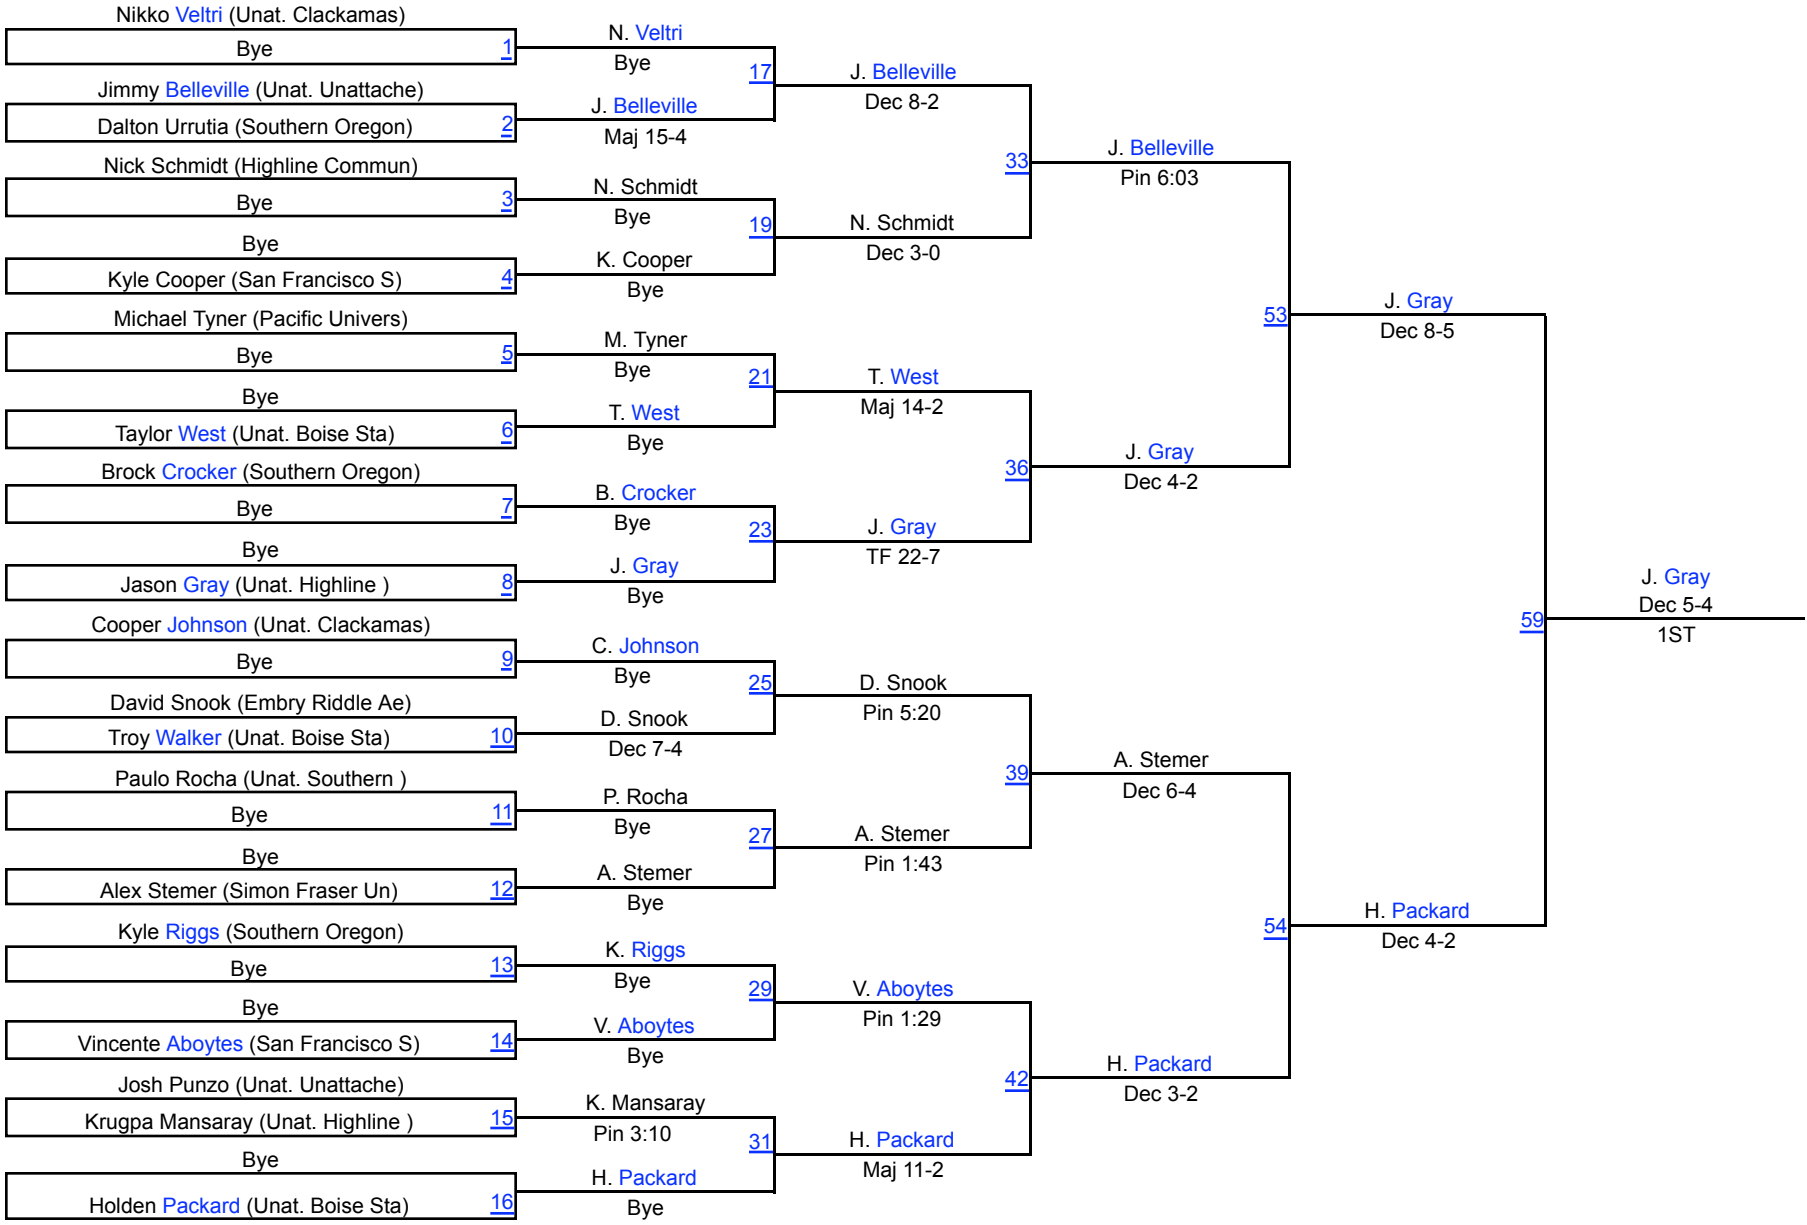 Nikko Veltri (Unat. Clackamas)
Bye
1
Jimmy Belleville (Unat. Unattache)
Dalton Urrutia (Southern Oregon)
2
Nick Schmidt (Highline Commun)
Bye
3
Bye
Kyle Cooper (San Francisco S)
4
Michael Tyner (Pacific Univers)
Bye
5
Bye
Taylor West (Unat. Boise Sta)
6
Brock Crocker (Southern Oregon)
Bye
7
Bye
Jason Gray (Unat. Highline )
8
Cooper Johnson (Unat. Clackamas)
Bye
9
David Snook (Embry Riddle Ae)
Troy Walker (Unat. Boise Sta)
10
Paulo Rocha (Unat. Southern )
Bye
11
Bye
Alex Stemer (Simon Fraser Un)
12
Kyle Riggs (Southern Oregon)
Bye
13
Bye
Vincente Aboytes (San Francisco S)
14
Josh Punzo (Unat. Unattache)
Krugpa Mansaray (Unat. Highline )
15
Bye
Holden Packard (Unat. Boise Sta)
16
N. Veltri
Bye
17
J. Belleville
Maj 15-4
N. Schmidt
Bye
19
K. Cooper
Bye
M. Tyner
Bye
21
T. West
Bye
B. Crocker
Bye
23
J. Gray
Bye
C. Johnson
Bye
25
D. Snook
Dec 7-4
P. Rocha
Bye
27
A. Stemer
Bye
K. Riggs
Bye
29
V. Aboytes
Bye
K. Mansaray
Pin 3:10
31
H. Packard
Bye
J. Belleville
Dec 8-2
33
N. Schmidt
Dec 3-0
T. West
Maj 14-2
36
J. Gray
TF 22-7
D. Snook
Pin 5:20
39
A. Stemer
Pin 1:43
V. Aboytes
Pin 1:29
42
H. Packard
Maj 11-2
J. Belleville
Pin 6:03
53
J. Gray
Dec 4-2
A. Stemer
Dec 6-4
54
H. Packard
Dec 3-2
J. Gray
Dec 8-5
59
H. Packard
Dec 4-2
J. Gray
Dec 5-4
1ST